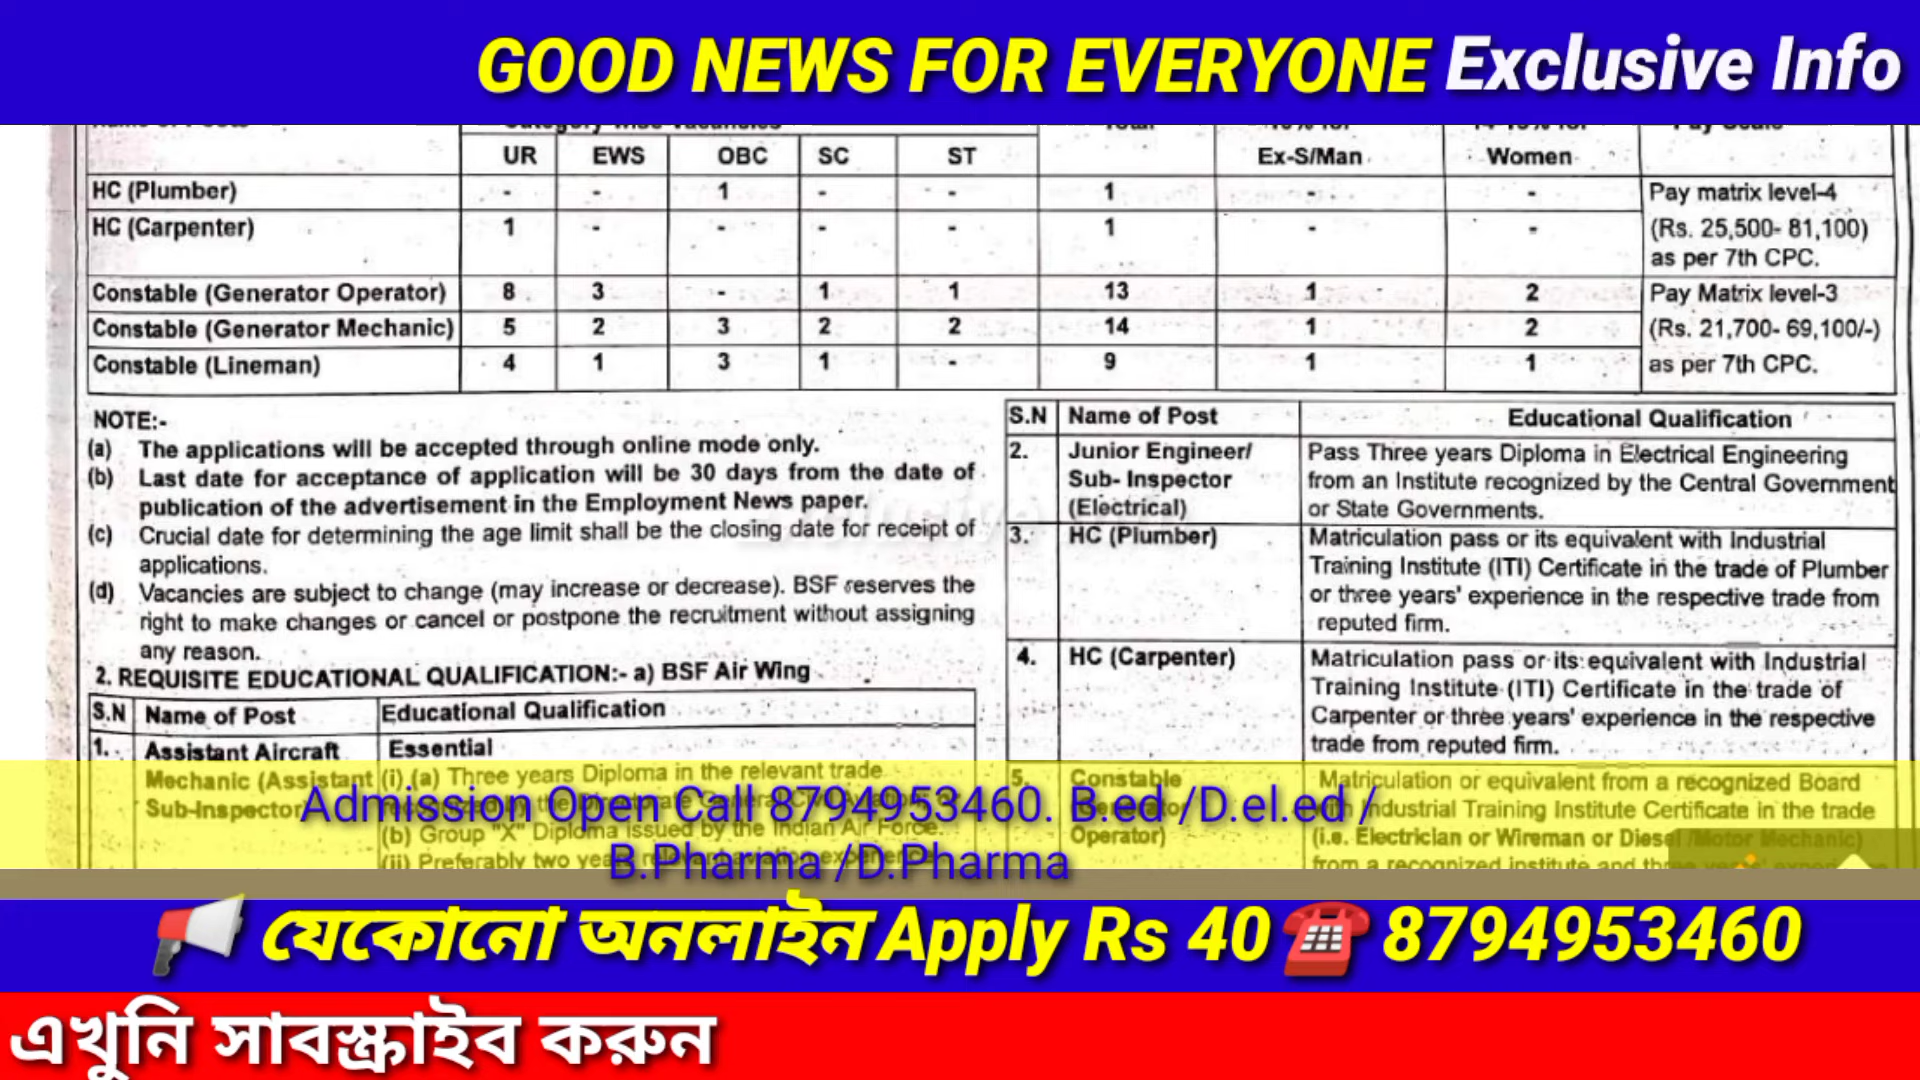 GOOD NEWS FOR EVERYONE Exclusive Info
UR EWS OBC SC ST Ex-S/Man Women
HC (Plumber) - - 1 - - 1 - - Pay matrix level-4
HC (Carpenter) 1 - - - - 1 - - (Rs. 25,500- 81,100)
as per 7th CPC.
Constable (Generator Operator) 8 3 - 1 1 13 1 2 Pay Matrix level-3
Constable (Generator Mechanic) 5 2 3 2 2 14 1 2 (Rs. 21,700- 69,100/-)
Constable (Lineman) 4 1 3 1 - 9 1 1 as per 7th CPC.
NOTE:-
(a) The applications will be accepted through online mode only.
(b) Last date for acceptance of application will be 30 days from the date of
publication of the advertisement in the Employment News paper.
(c) Crucial date for determining the age limit shall be the closing date for receipt of
applications.
(d) Vacancies are subject to change (may increase or decrease). BSF reserves the
right to make changes or cancel or postpone the recruitment without assigning
any reason.
2. REQUISITE EDUCATIONAL QUALIFICATION:- a) BSF Air Wing
S.N Name of Post Educational Qualification
1. Assistant Aircraft Essential
Mechanic (Assistant (i) (a) Three years Diploma in the relevant trade
Sub-Inspector)
(b) Group "X" Diploma issued by the Indian Air Force.
(ii) Preferably two years relevant aviation experience
S.N Name of Post Educational Qualification
2. Junior Engineer/ Pass Three years Diploma in Electrical Engineering
Sub- Inspector from an Institute recognized by the Central Government
(Electrical) or State Governments.
3. HC (Plumber) Matriculation pass or its equivalent with Industrial
Training Institute (ITI) Certificate in the trade of Plumber
or three years' experience in the respective trade from
reputed firm.
4. HC (Carpenter) Matriculation pass or its equivalent with Industrial
Training Institute (ITI) Certificate in the trade of
Carpenter or three years' experience in the respective
trade from reputed firm.
5. Constable Matriculation or equivalent from a recognized Board
Industrial Training Institute Certificate in the trade
Operator) (i.e. Electrician or Wireman or Diesel /Motor Mechanic)
from a recognized institute and
Admission Open Call 8794953460. B.ed /D.el.ed /
B.Pharma /D.Pharma
যেকোনো অনলাইন Apply Rs 40 8794953460
এখুনি সাবস্ক্রাইব করুন